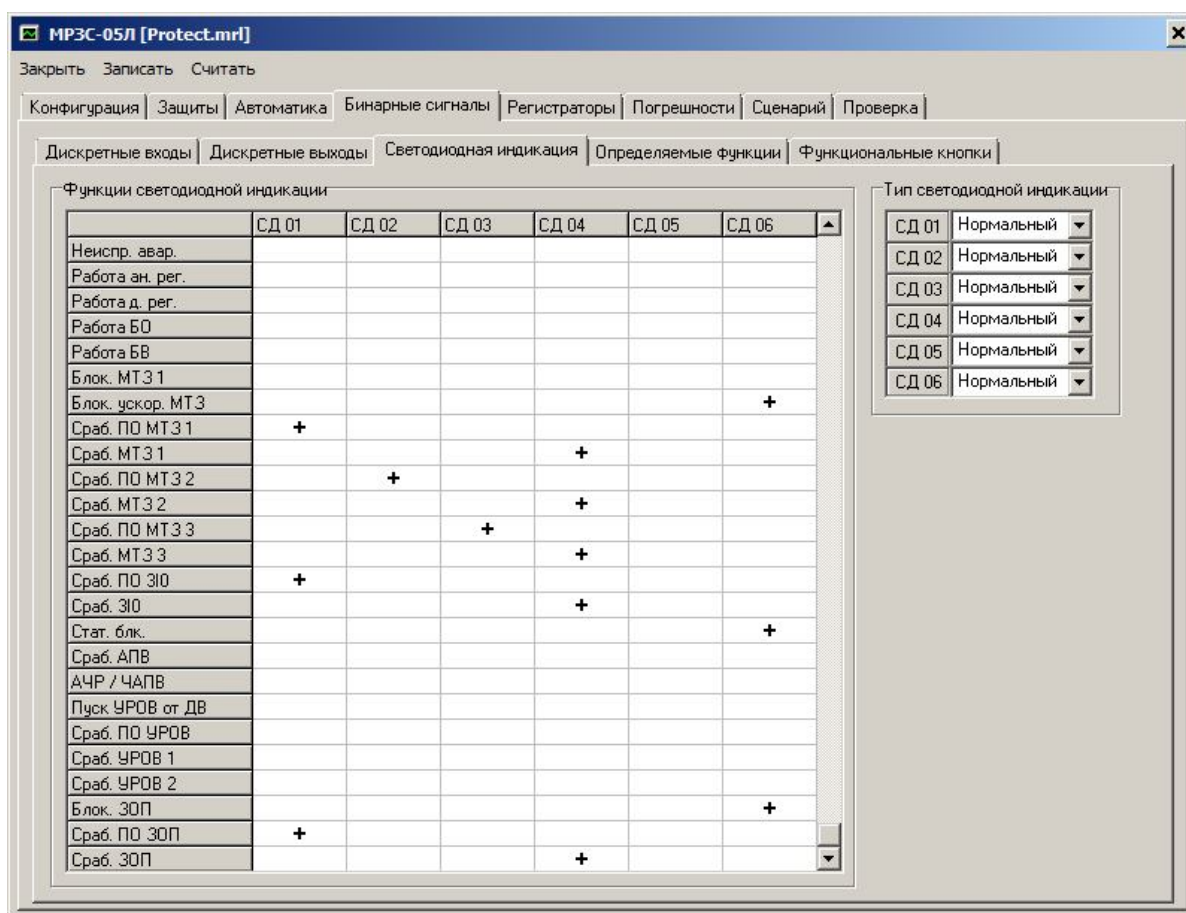 МРЗС-05Л [Protect.mrl]
Закрыть Записать Считать
Конфигурация Защиты Автоматика Бинарные сигналы Регистраторы Погрешности Сценарий Проверка
Дискретные входы Дискретные выходы Светодиодная индикация Определяемые функции Функциональные кнопки
Функции светодиодной индикации
СД 01 СД 02 СД 03 СД 04 СД 05 СД 06
Неиспр. авар.
Работа ан. рег.
Работа д. рег.
Работа БО
Работа БВ
Блок. МТЗ 1
Блок. ускор. МТЗ +
Сраб. ПО МТЗ 1 +
Сраб. МТЗ 1 +
Сраб. ПО МТЗ 2 +
Сраб. МТЗ 2 +
Сраб. ПО МТЗ 3 +
Сраб. МТЗ 3 +
Сраб. ПО 3I0 +
Сраб. 3I0 +
Стат. блк. +
Сраб. АПВ
АЧР / ЧАПВ
Пуск УРОВ от ДВ
Сраб. ПО УРОВ
Сраб. УРОВ 1
Сраб. УРОВ 2
Блок. ЗОП +
Сраб. ПО ЗОП +
Сраб. ЗОП +
Тип светодиодной индикации
СД 01 Нормальный
СД 02 Нормальный
СД 03 Нормальный
СД 04 Нормальный
СД 05 Нормальный
СД 06 Нормальный